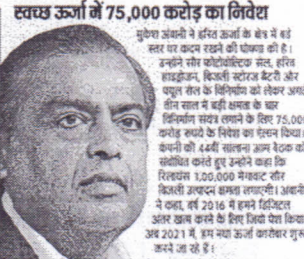 स्वच्छ ऊर्जा में 75,000 करोड़ का निवेश
मुकेश अंबानी ने हरित ऊर्जा के क्षेत्र में बड़े
स्तर पर कदम रखने की घोषणा की है।
उन्होंने सौर फोटोवोल्टिक सेल, हरित
हाइड्रोजन, बिजली स्टोरज बैटरी और
फ्यूल सेल के विनिर्माण को लेकर अगले
तीन साल में बड़ी क्षमता के चार
विनिर्माण संयंत्र लगाने के लिए 75,000
करोड़ रुपये के निवेश का ऐलान किया।
कंपनी की 44वीं सालाना आम बैठक को
संबोधित करते हुए उन्होंने कहा कि
रिलायंस 1,00,000 मेगावाट सौर
बिजली उत्पादन क्षमता लगाएगी। अंबानी
ने कहा, वर्ष 2016 में हमने डिजिटल
अंतर खत्म करने के लिए जियो पेश किया
अब 2021 में, हम नया ऊर्जा कारोबार शुरू
करने जा रहे हैं।